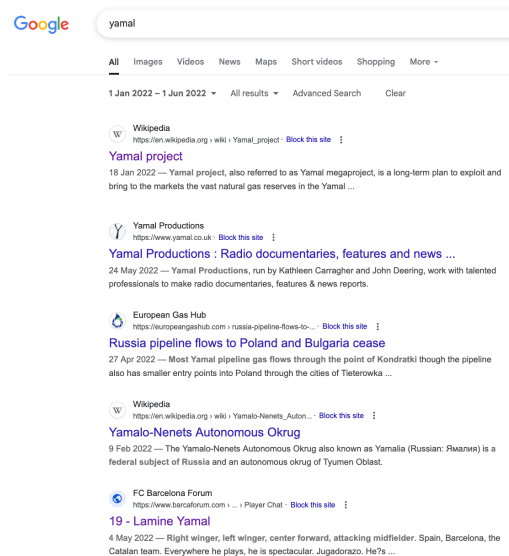 Google
yamal
All Images Videos News Maps Short videos Shopping More
1 Jan 2022 – 1 Jun 2022 All results Advanced Search Clear
W Wikipedia
https://en.wikipedia.org › wiki › Yamal_project · Block this site
Yamal project
18 Jan 2022 — Yamal project, also referred to as Yamal megaproject, is a long-term plan to exploit and
bring to the markets the vast natural gas reserves in the Yamal ...
Yamal Productions
https://www.yamal.co.uk · Block this site
Yamal Productions : Radio documentaries, features and news ...
24 May 2022 — Yamal Productions, run by Kathleen Carragher and John Deering, work with talented
professionals to make radio documentaries, features & news reports.
European Gas Hub
https://europeangashub.com › russia-pipeline-flows-to-... · Block this site
Russia pipeline flows to Poland and Bulgaria cease
27 Apr 2022 — Most Yamal pipeline gas flows through the point of Kondratki though the pipeline
also has smaller entry points into Poland through the cities of Tieterowka ...
W Wikipedia
https://en.wikipedia.org › wiki › Yamalo-Nenets_Auton... · Block this site
Yamalo-Nenets Autonomous Okrug
9 Feb 2022 — The Yamalo-Nenets Autonomous Okrug also known as Yamalia (Russian: Ямалия) is a
federal subject of Russia and an autonomous okrug of Tyumen Oblast.
FC Barcelona Forum
https://www.barcaforum.com › ... › Player Chat · Block this site
19 - Lamine Yamal
4 May 2022 — Right winger, left winger, center forward, attacking midfielder. Spain, Barcelona, the
Catalan team. Everywhere he plays, he is spectacular. Jugadorazo. He?s ...